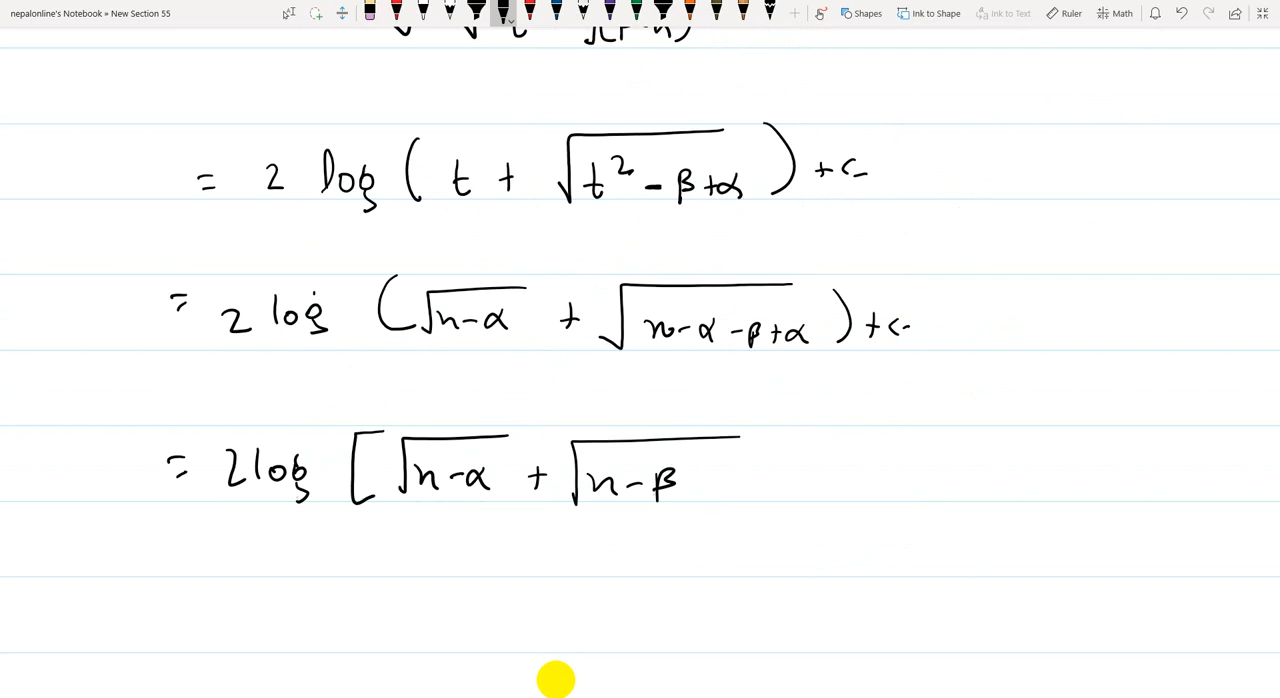 nepalonline's Notebook » New Section 55
Shapes Ink to Shape Ink to Text Ruler Math
= 2 log ( t + √(t² - β + α) ) + c
= 2 log ( √(x-α) + √(x-α-β+α) ) + c
= 2 log [ √(x-α) + √(x-β)